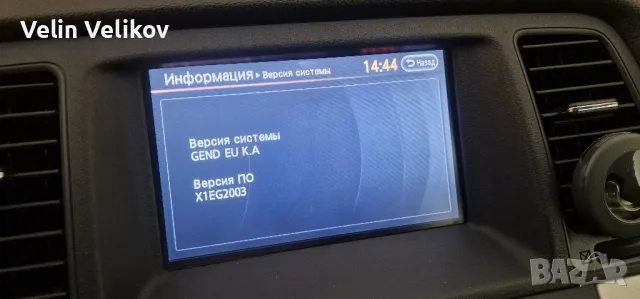 Velin Velikov
Информация ▸ Версия системы 14:44 Назад
Версия системы
GEND EU K.A
Версия ПО
X1EG2003
BAZAR